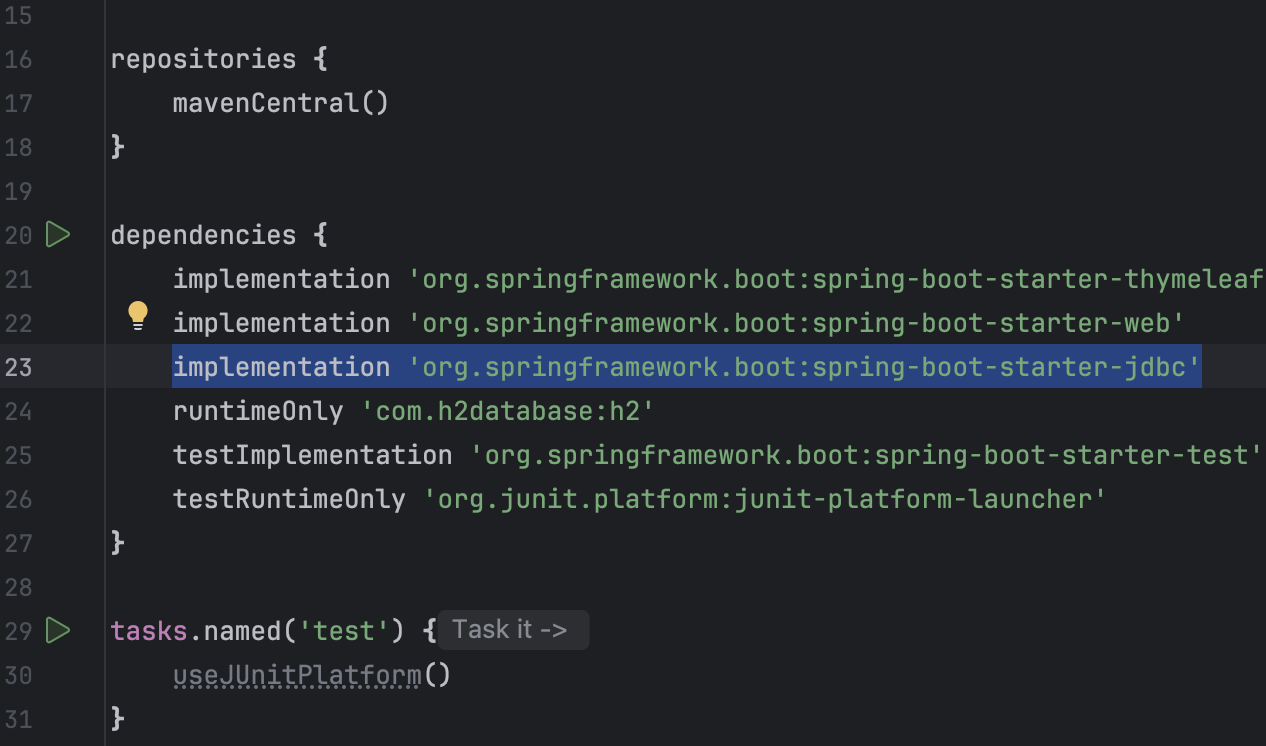 15
16 repositories {
17     mavenCentral()
18 }
19
20 dependencies {
21     implementation 'org.springframework.boot:spring-boot-starter-thymeleaf
22     implementation 'org.springframework.boot:spring-boot-starter-web'
23     implementation 'org.springframework.boot:spring-boot-starter-jdbc'
24     runtimeOnly 'com.h2database:h2'
25     testImplementation 'org.springframework.boot:spring-boot-starter-test'
26     testRuntimeOnly 'org.junit.platform:junit-platform-launcher'
27 }
28
29 tasks.named('test') { Task it ->
30     useJUnitPlatform()
31 }